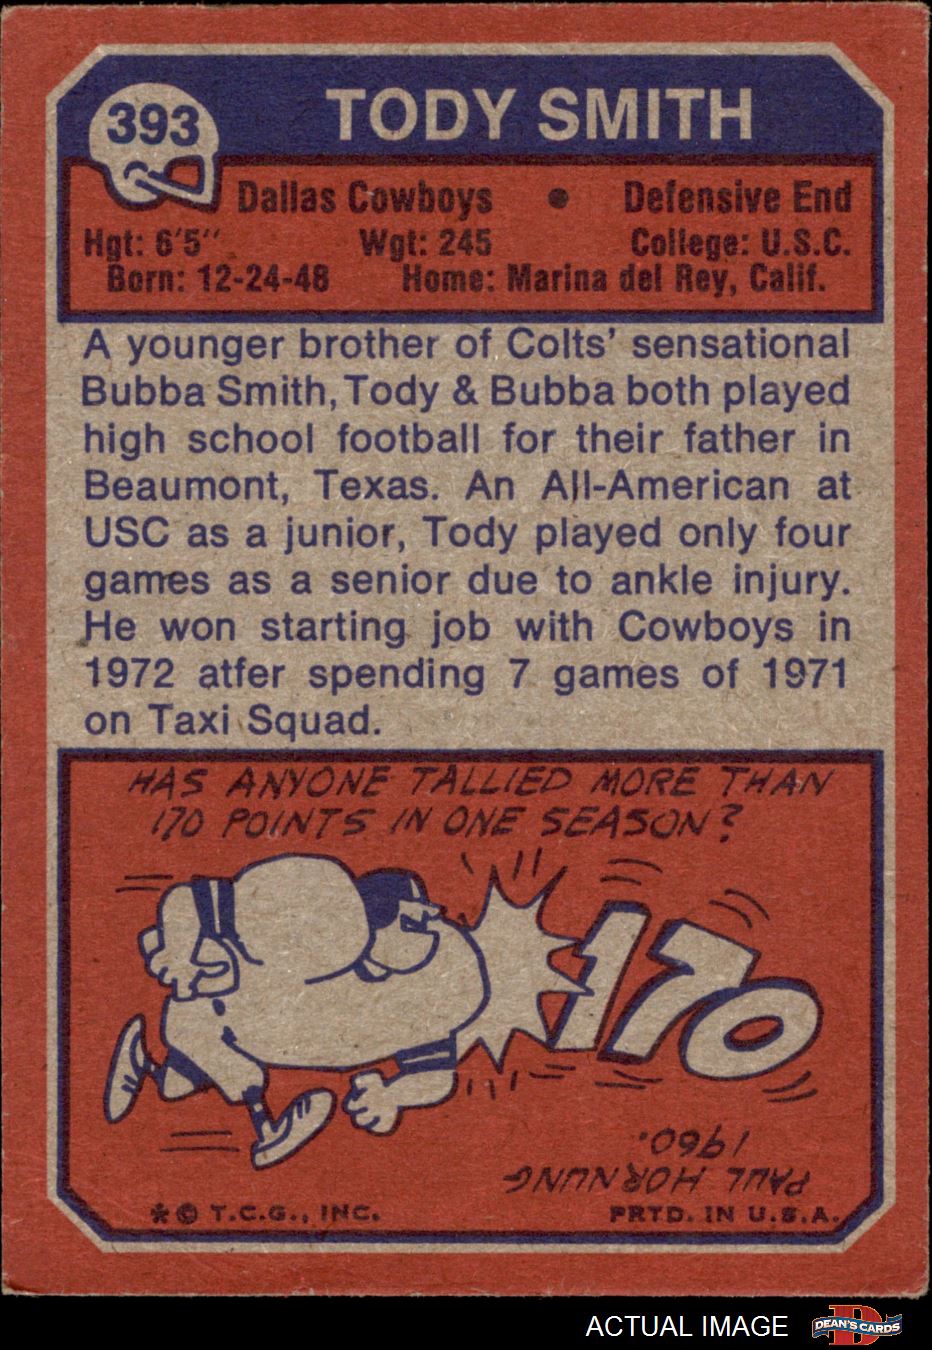 393
TODY SMITH
Dallas Cowboys • Defensive End
Hgt: 6'5" Wgt: 245 College: U.S.C.
Born: 12-24-48 Home: Marina del Rey, Calif.
A younger brother of Colts' sensational
Bubba Smith, Tody & Bubba both played
high school football for their father in
Beaumont, Texas. An All-American at
USC as a junior, Tody played only four
games as a senior due to ankle injury.
He won starting job with Cowboys in
1972 atfer spending 7 games of 1971
on Taxi Squad.
HAS ANYONE TALLIED MORE THAN
170 POINTS IN ONE SEASON?
170
PAUL HORNUNG
1960.
* © T.C.G., INC. PRTD. IN U.S.A.
ACTUAL IMAGE
D
DEAN'S CARDS